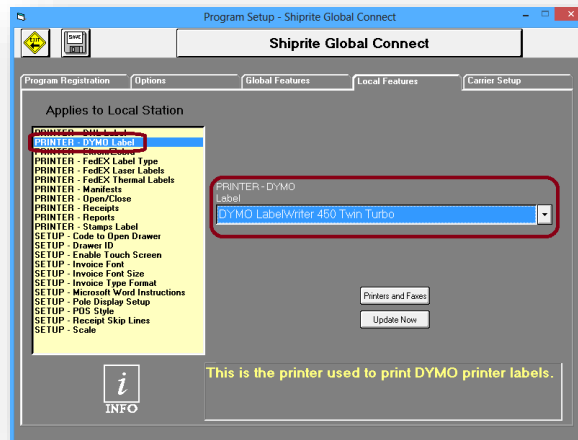 Program Setup - Shiprite Global Connect
EXIT
SAVE
Shiprite Global Connect
Program Registration
Options
Global Features
Local Features
Carrier Setup
Applies to Local Station
PRINTER - DHL Label
PRINTER - DYMO Label
PRINTER - Eltron/Zebra
PRINTER - FedEX Label Type
PRINTER - FedEX Laser Labels
PRINTER - FedEX Thermal Labels
PRINTER - Manifests
PRINTER - Open/Close
PRINTER - Receipts
PRINTER - Reports
PRINTER - Stamps Label
SETUP - Code to Open Drawer
SETUP - Drawer ID
SETUP - Enable Touch Screen
SETUP - Invoice Font
SETUP - Invoice Font Size
SETUP - Invoice Type Format
SETUP - Microsoft Word Instructions
SETUP - Pole Display Setup
SETUP - POS Style
SETUP - Receipt Skip Lines
SETUP - Scale
PRINTER - DYMO
Label
DYMO LabelWriter 450 Twin Turbo
Printers and Faxes
Update Now
i
INFO
This is the printer used to print DYMO printer labels.